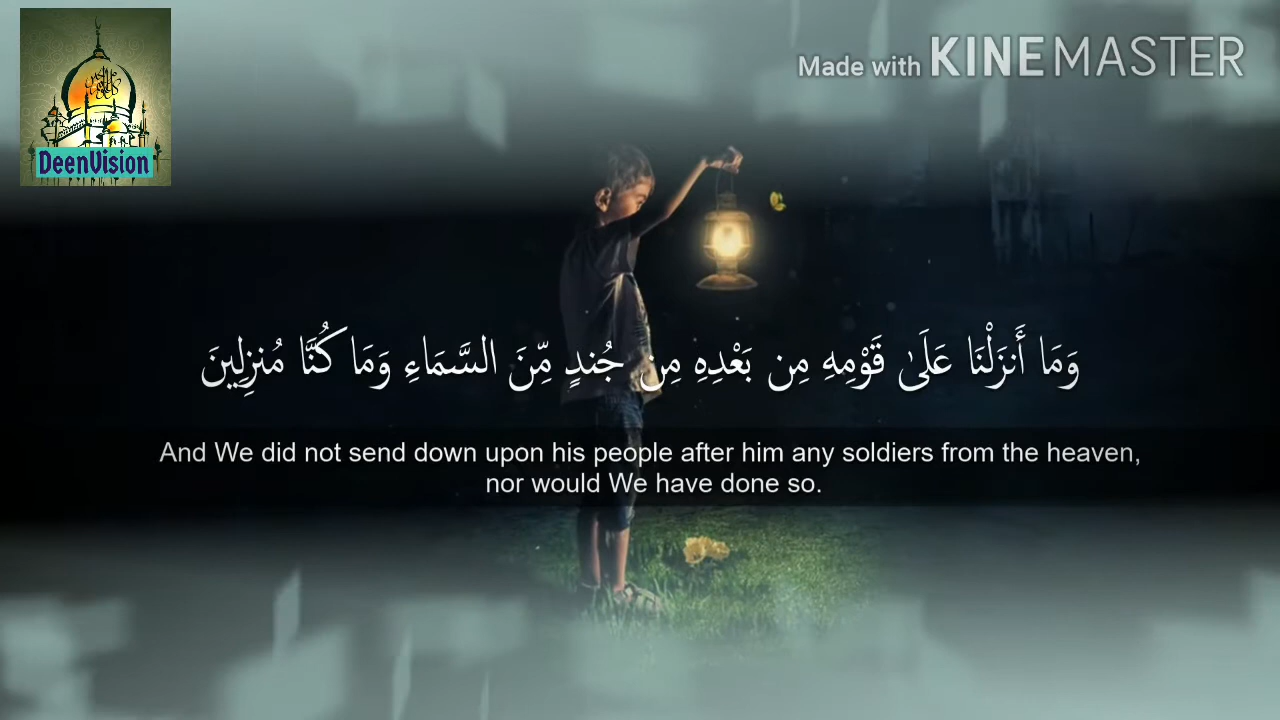 Made with KINEMASTER
DeenVision
وَمَا أَنزَلْنَا عَلَىٰ قَوْمِهِ مِن بَعْدِهِ مِن جُندٍ مِّنَ السَّمَاءِ وَمَا كُنَّا مُنزِلِينَ
And We did not send down upon his people after him any soldiers from the heaven,
nor would We have done so.